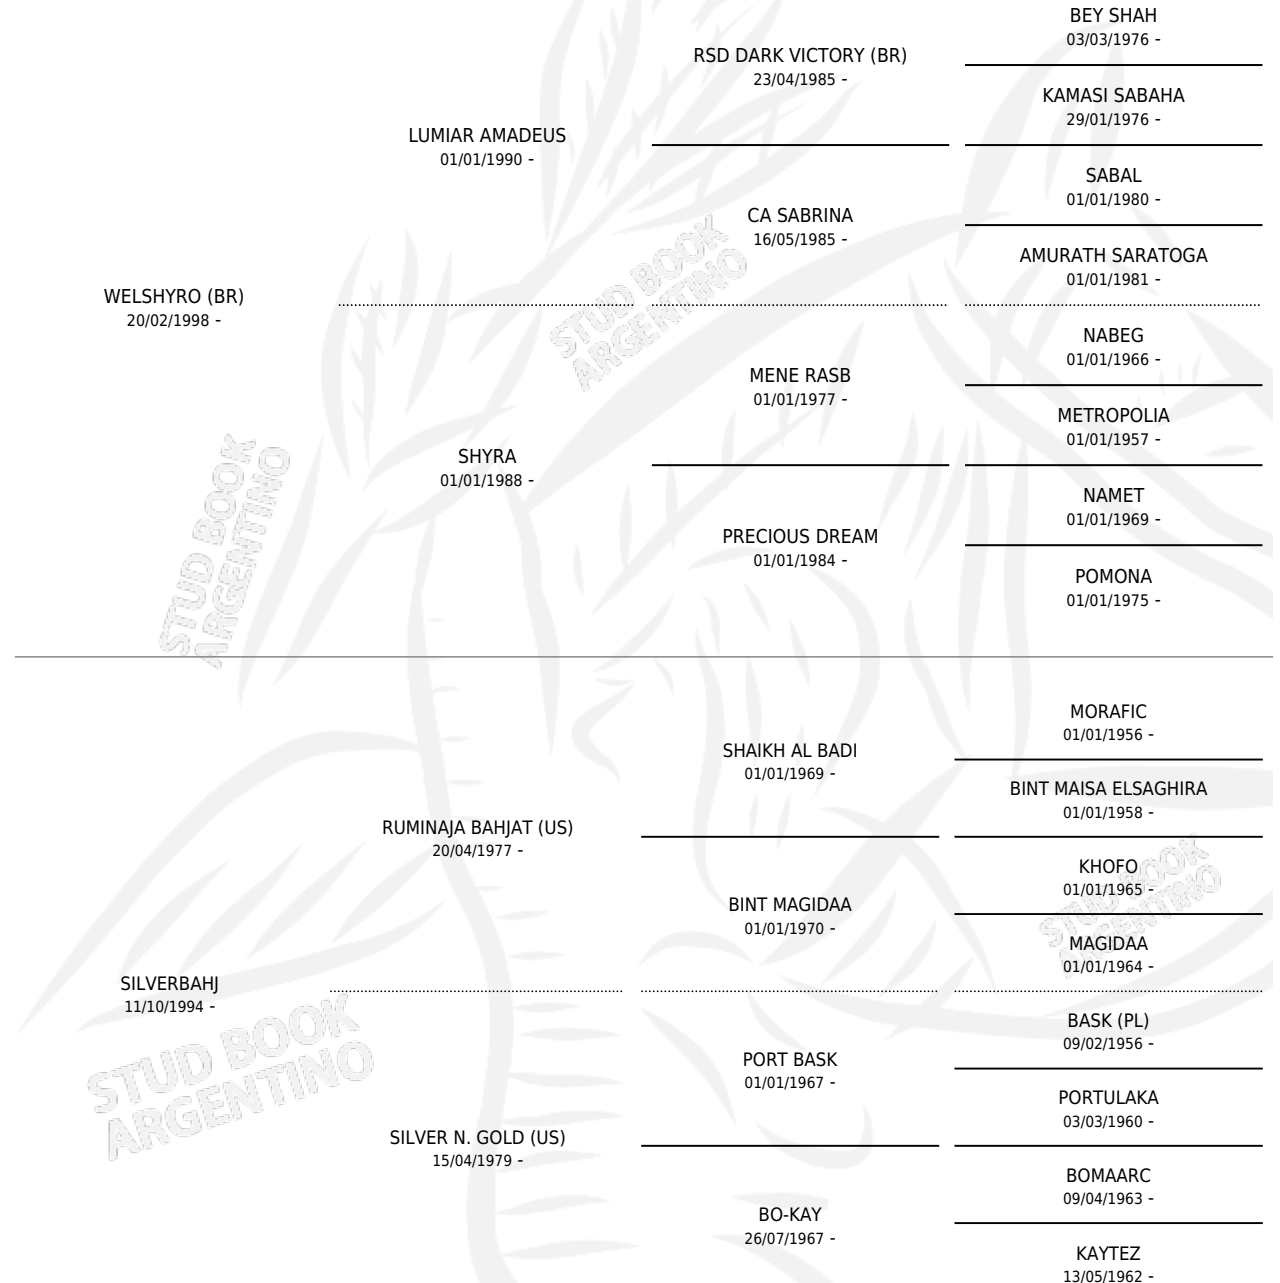 BEY SHAH
03/03/1976 -
RSD DARK VICTORY (BR)
23/04/1985 -
KAMASI SABAHA
29/01/1976 -
LUMIAR AMADEUS
01/01/1990 -
SABAL
01/01/1980 -
CA SABRINA
16/05/1985 -
AMURATH SARATOGA
01/01/1981 -
WELSHYRO (BR)
20/02/1998 -
NABEG
01/01/1966 -
MENE RASB
01/01/1977 -
METROPOLIA
01/01/1957 -
SHYRA
01/01/1988 -
NAMET
01/01/1969 -
PRECIOUS DREAM
01/01/1984 -
POMONA
01/01/1975 -
STUD BOOK
ARGENTINO
STUD BOOK
ARGENTINO
MORAFIC
01/01/1956 -
SHAIKH AL BADI
01/01/1969 -
BINT MAISA ELSAGHIRA
01/01/1958 -
RUMINAJA BAHJAT (US)
20/04/1977 -
KHOFO
01/01/1965 -
BINT MAGIDAA
01/01/1970 -
MAGIDAA
01/01/1964 -
SILVERBAHJ
11/10/1994 -
BASK (PL)
09/02/1956 -
PORT BASK
01/01/1967 -
PORTULAKA
03/03/1960 -
SILVER N. GOLD (US)
15/04/1979 -
BOMAARC
09/04/1963 -
BO-KAY
26/07/1967 -
KAYTEZ
13/05/1962 -
STUD BOOK
ARGENTINO
STUD BOOK
ARGENTINO